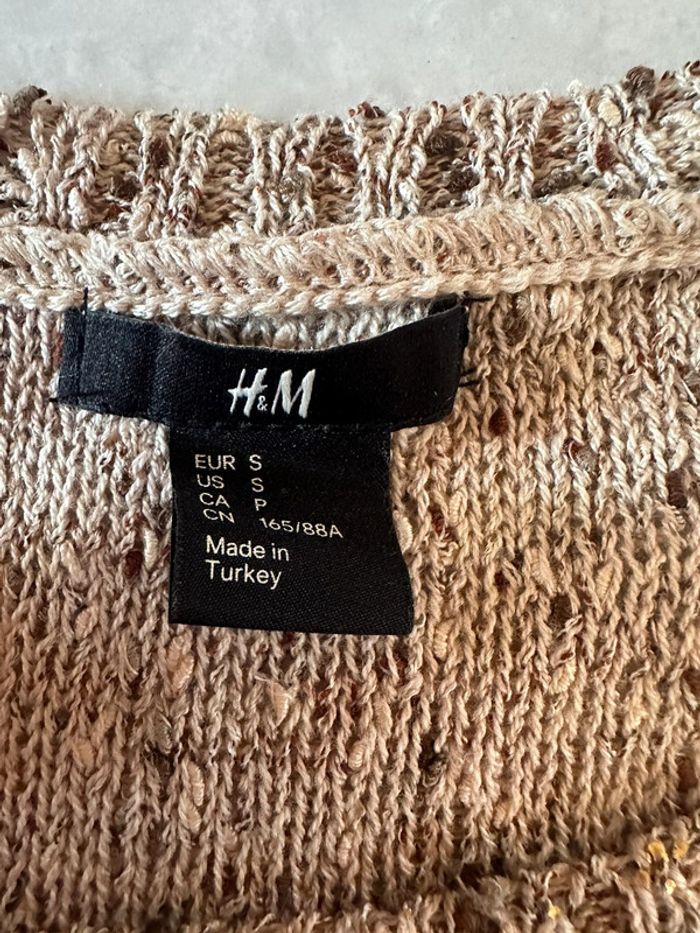 H&M
EUR S
US S
CA P
CN 165/88A
Made in
Turkey